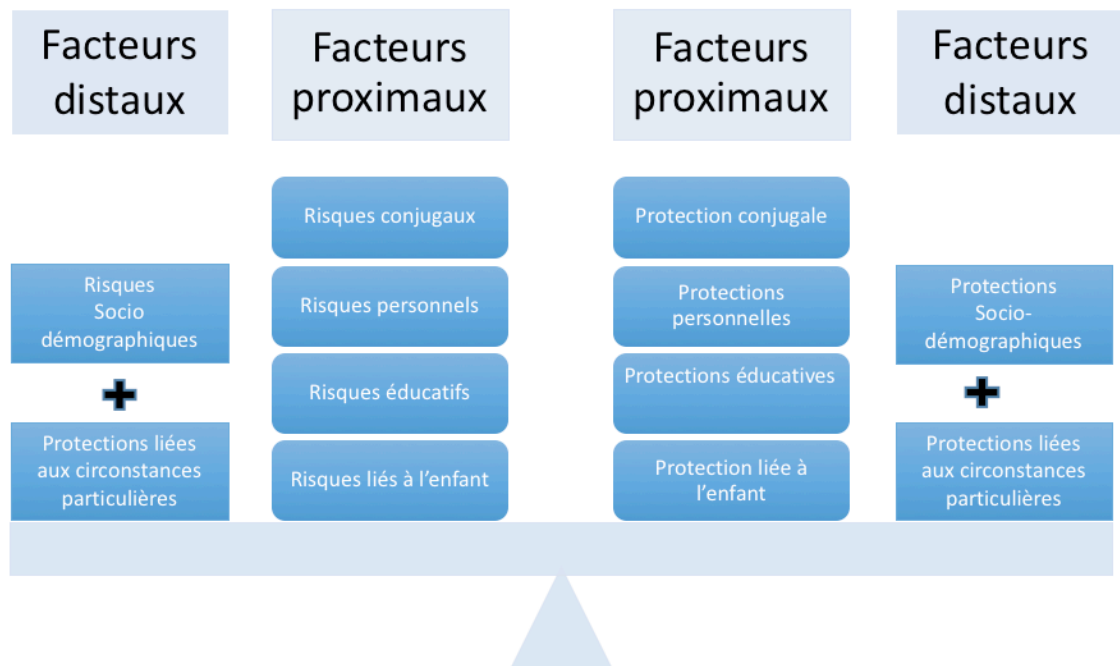 Facteurs
distaux
Risques
Socio
démographiques
Protections liées
aux circonstances
particulières
Facteurs
proximaux
Risques conjugaux
Risques personnels
Risques éducatifs
Risques liés à l’enfant
Facteurs
proximaux
Protection conjugale
Protections
personnelles
Protections éducatives
Protection liée à
l’enfant
Facteurs
distaux
Protections
Socio-
démographiques
Protections liées
aux circonstances
particulières